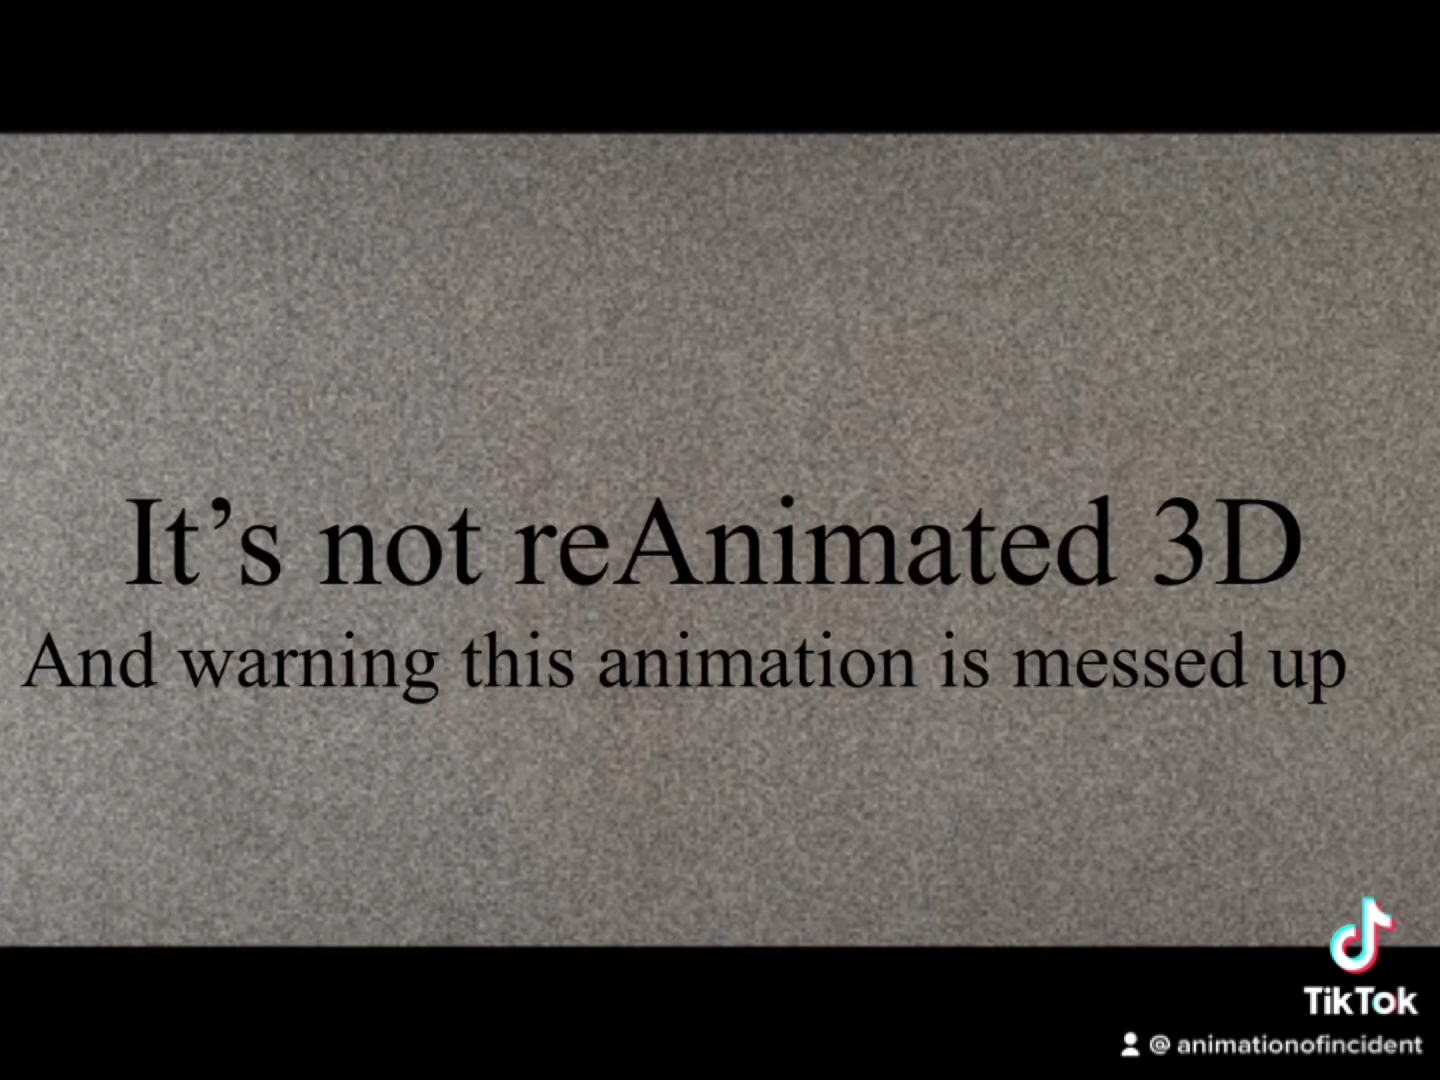 It’s not reAnimated 3D
And warning this animation is messed up
TikTok
@ animationofincident